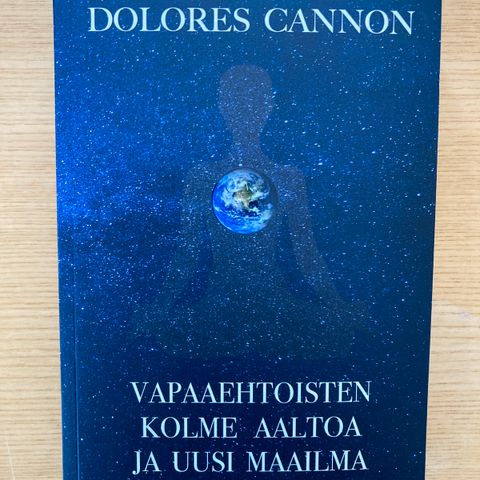 DOLORES CANNON
VAPAAEHTOISTEN
KOLME AALTOA
JA UUSI MAAILMA